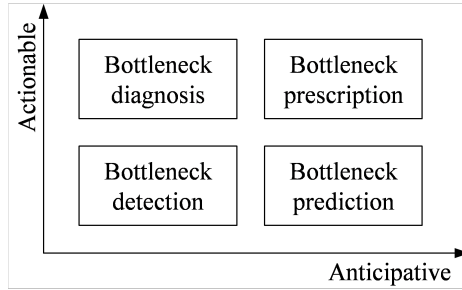 Actionable
Bottleneck
diagnosis
Bottleneck
prescription
Bottleneck
detection
Bottleneck
prediction
Anticipative